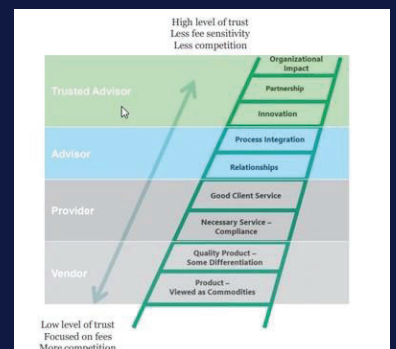 High level of trust
Less fee sensitivity
Less competition
Organizational
Impact
Trusted Advisor
Partnership
Innovation
Process Integration
Advisor
Relationships
Good Client Service
Provider
Necessary Service –
Compliance
Quality Product –
Some Differentiation
Vendor
Product –
Viewed as Commodities
Low level of trust
Focused on fees
More competition